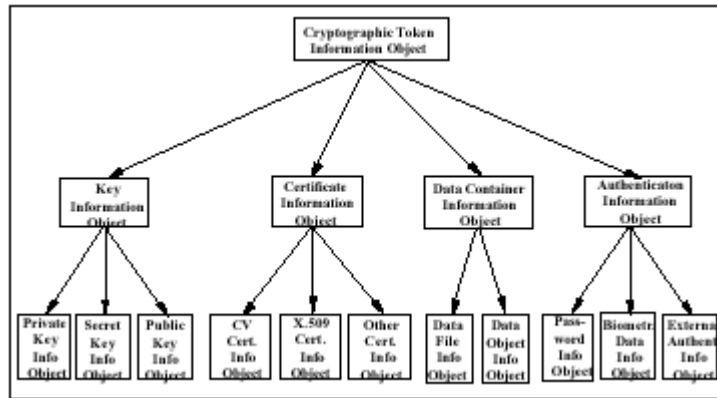 Cryptographic Token
Information Object
Key
Information
Object
Certificate
Information
Object
Data Container
Information
Object
Authenticaton
Information
Object
Private
Key
Info
Object
Secret
Key
Info
Object
Public
Key
Info
Object
CV
Cert.
Info
Object
X.509
Cert.
Info
Object
Other
Cert.
Info
Object
Data
File
Info
Object
Data
Object
Info
Object
Pass-
word
Info
Object
Biometr.
Data
Info
Object
Externa
Authent
Info
Object